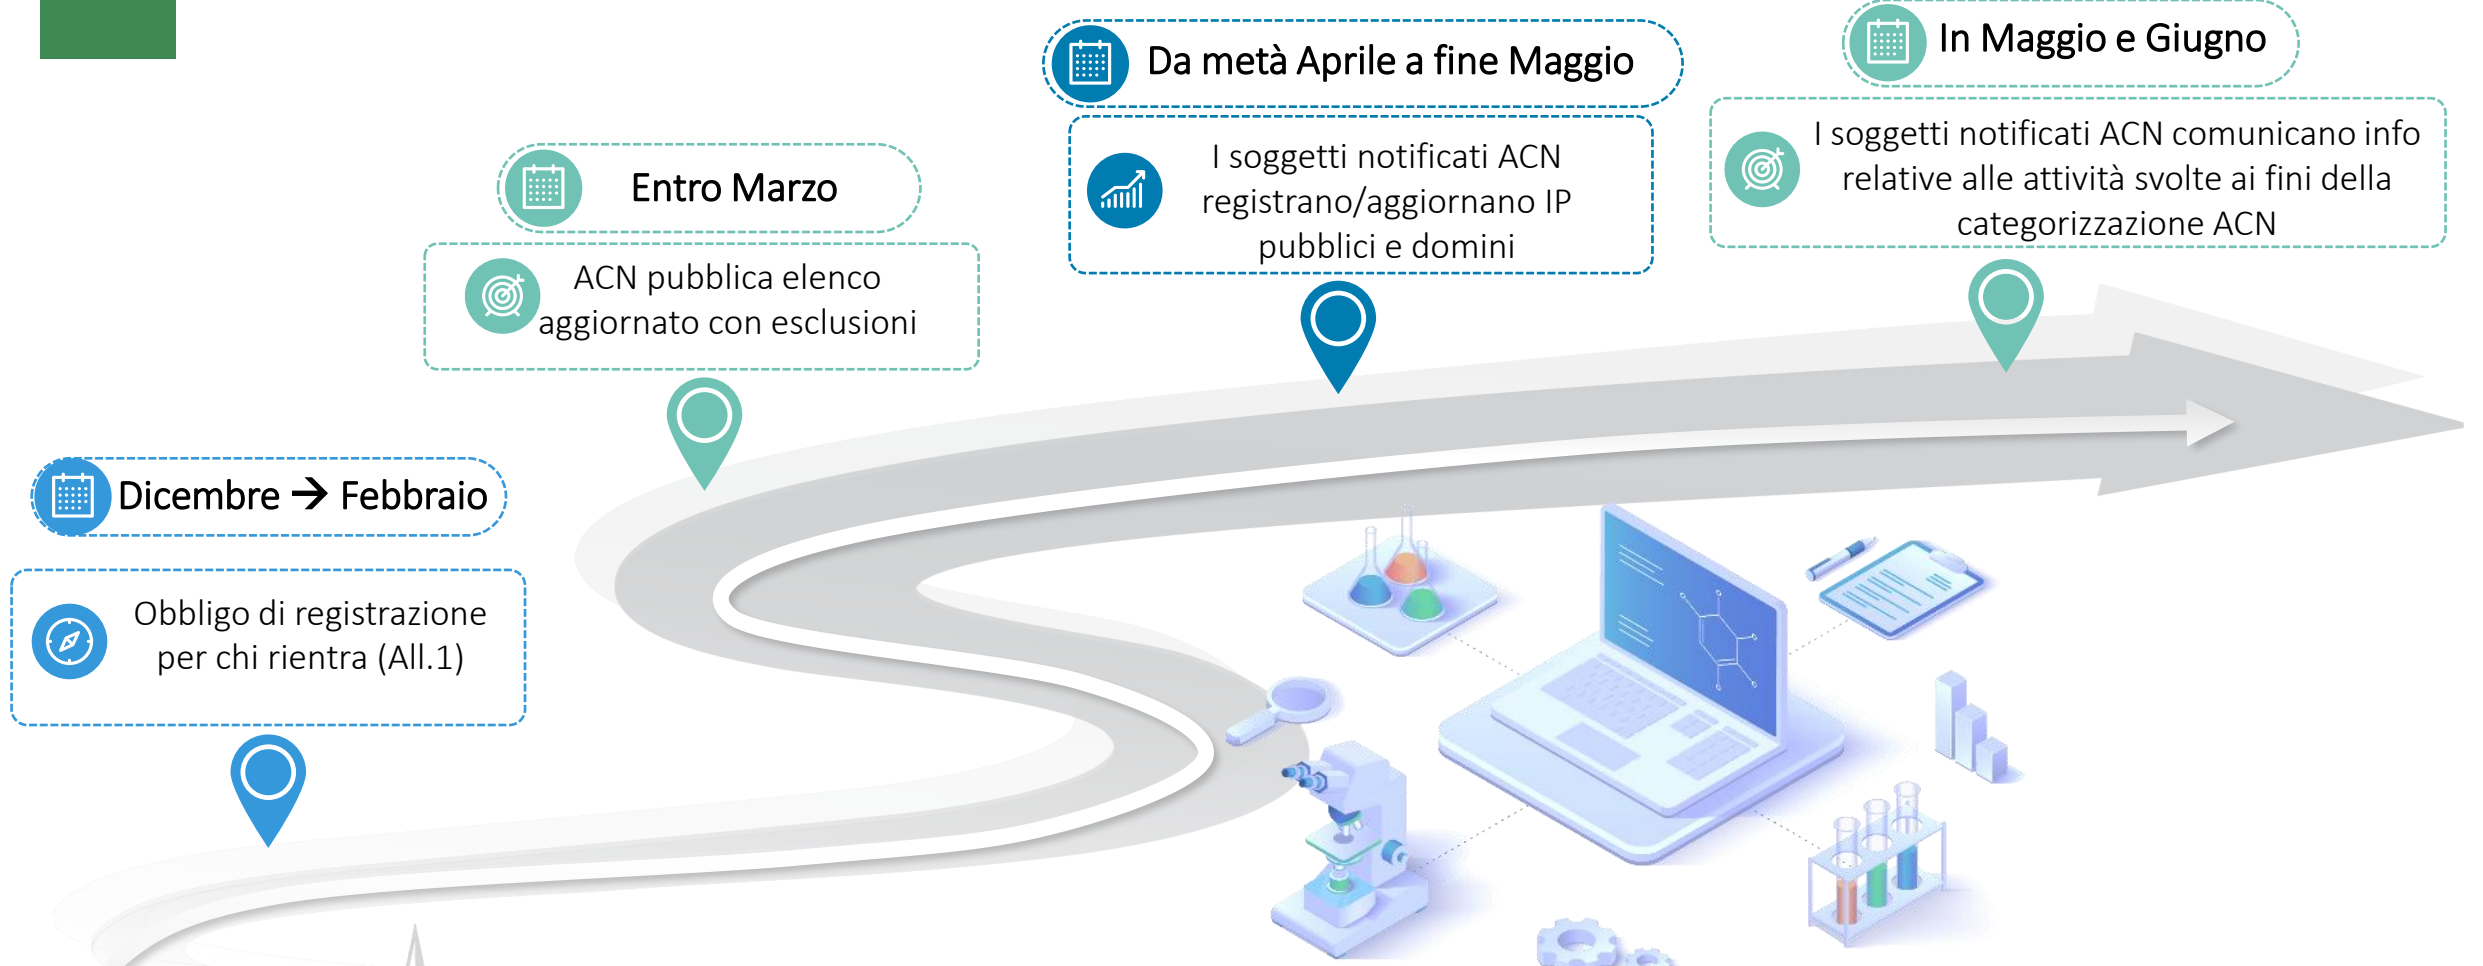 Dicembre → Febbraio
Obbligo di registrazione
per chi rientra (All.1)
Entro Marzo
ACN pubblica elenco
aggiornato con esclusioni
Da metà Aprile a fine Maggio
I soggetti notificati ACN
registrano/aggiornano IP
pubblici e domini
In Maggio e Giugno
I soggetti notificati ACN comunicano info
relative alle attività svolte ai fini della
categorizzazione ACN